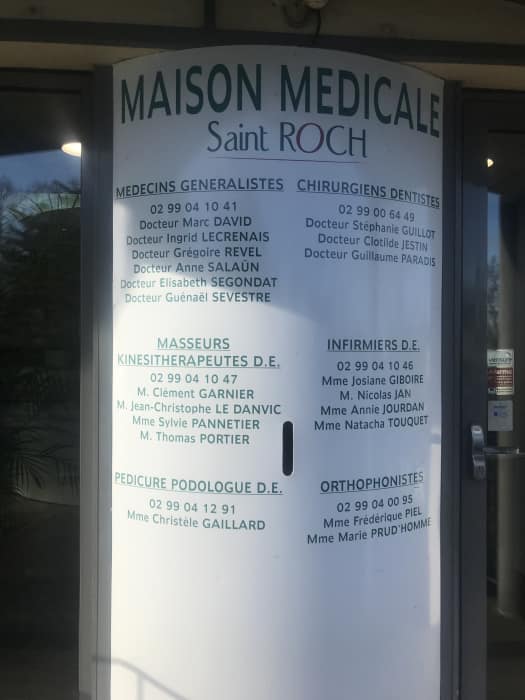 MAISON MEDICALE
Saint ROCH
MEDECINS GENERALISTES
02 99 04 10 41
Docteur Marc DAVID
Docteur Ingrid LECRENAIS
Docteur Grégoire REVEL
Docteur Anne SALAÜN
Docteur Elisabeth SEGONDAT
Docteur Guénaël SEVESTRE
CHIRURGIENS DENTISTES
02 99 00 64 49
Docteur Stéphanie GUILLOT
Docteur Clotilde JESTIN
Docteur Guillaume PARADIS
MASSEURS
KINESITHERAPEUTES D.E.
02 99 04 10 47
M. Clément GARNIER
M. Jean-Christophe LE DANVIC
Mme Sylvie PANNETIER
M. Thomas PORTIER
INFIRMIERS D.E.
02 99 04 10 46
Mme Josiane GIBOIRE
M. Nicolas JAN
Mme Annie JOURDAN
Mme Natacha TOUQUET
PEDICURE PODOLOGUE D.E.
02 99 04 12 91
Mme Christèle GAILLARD
ORTHOPHONISTES
02 99 04 00 95
Mme Frédérique PIEL
Mme Marie PRUD'HOMME